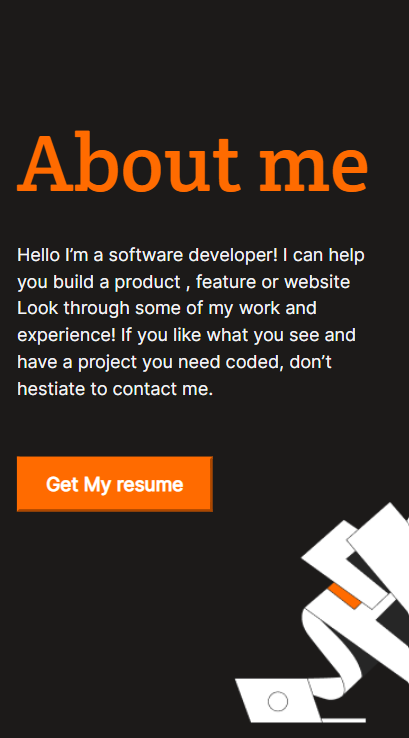 About me
Hello I’m a software developer! I can help
you build a product , feature or website
Look through some of my work and
experience! If you like what you see and
have a project you need coded, don’t
hestiate to contact me.
Get My resume